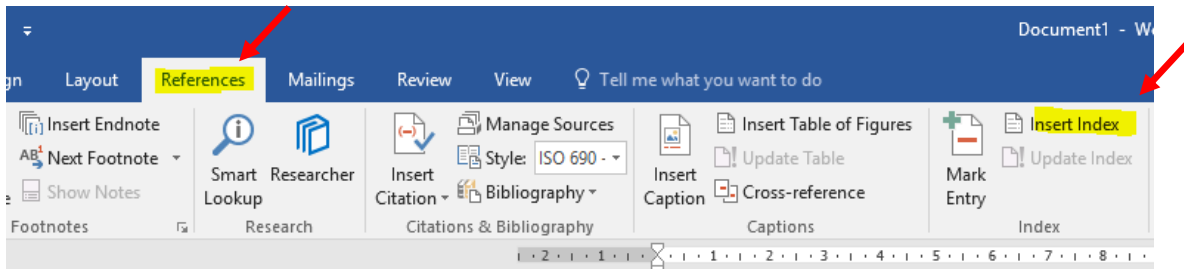 Document1 - W
gn Layout References Mailings Review View Tell me what you want to do
Insert Endnote
AB¹ Next Footnote
Show Notes
Footnotes
Smart Lookup
Researcher
Research
Insert Citation
Manage Sources
Style: ISO 690 -
Bibliography
Citations & Bibliography
Insert Caption
Insert Table of Figures
Update Table
Cross-reference
Captions
Mark Entry
Insert Index
Update Index
Index
2 1 1 2 3 4 5 6 7 8